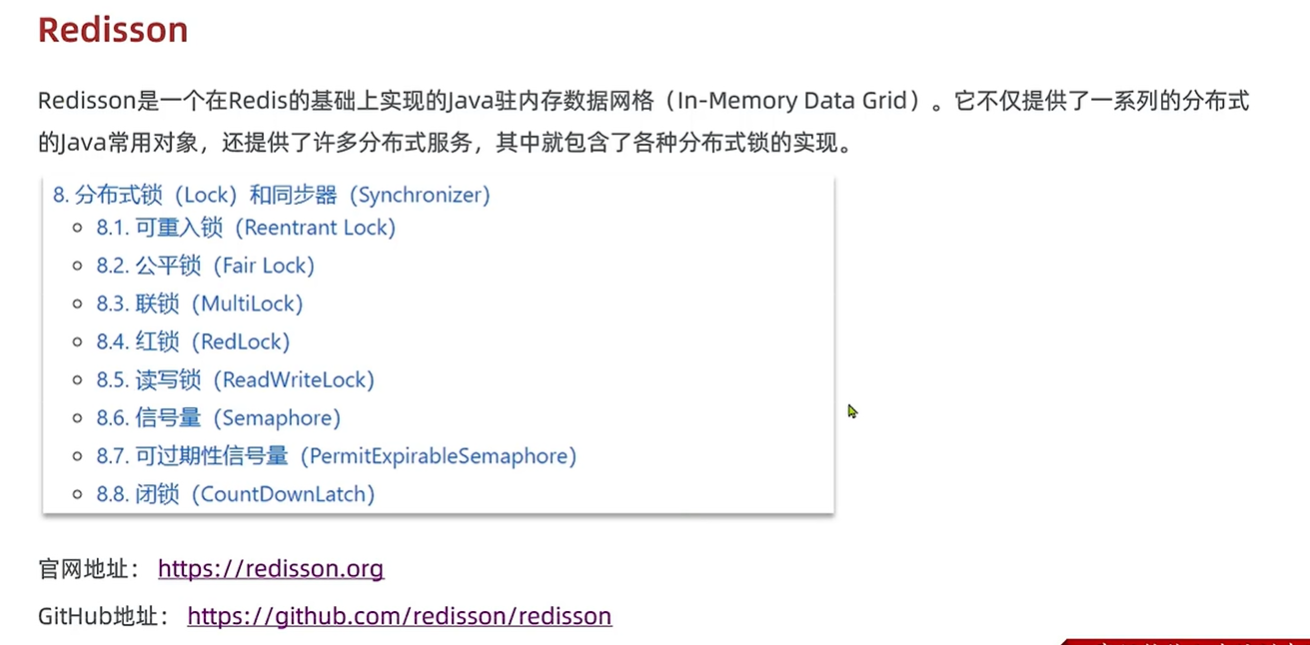 Redisson
Redisson是一个在Redis的基础上实现的Java驻内存数据网格（In-Memory Data Grid）。它不仅提供了一系列的分布式
的Java常用对象，还提供了许多分布式服务，其中就包含了各种分布式锁的实现。
8. 分布式锁（Lock）和同步器（Synchronizer）
8.1. 可重入锁（Reentrant Lock）
8.2. 公平锁（Fair Lock）
8.3. 联锁（MultiLock）
8.4. 红锁（RedLock）
8.5. 读写锁（ReadWriteLock）
8.6. 信号量（Semaphore）
8.7. 可过期性信号量（PermitExpirableSemaphore）
8.8. 闭锁（CountDownLatch）
官网地址： https://redisson.org
GitHub地址： https://github.com/redisson/redisson